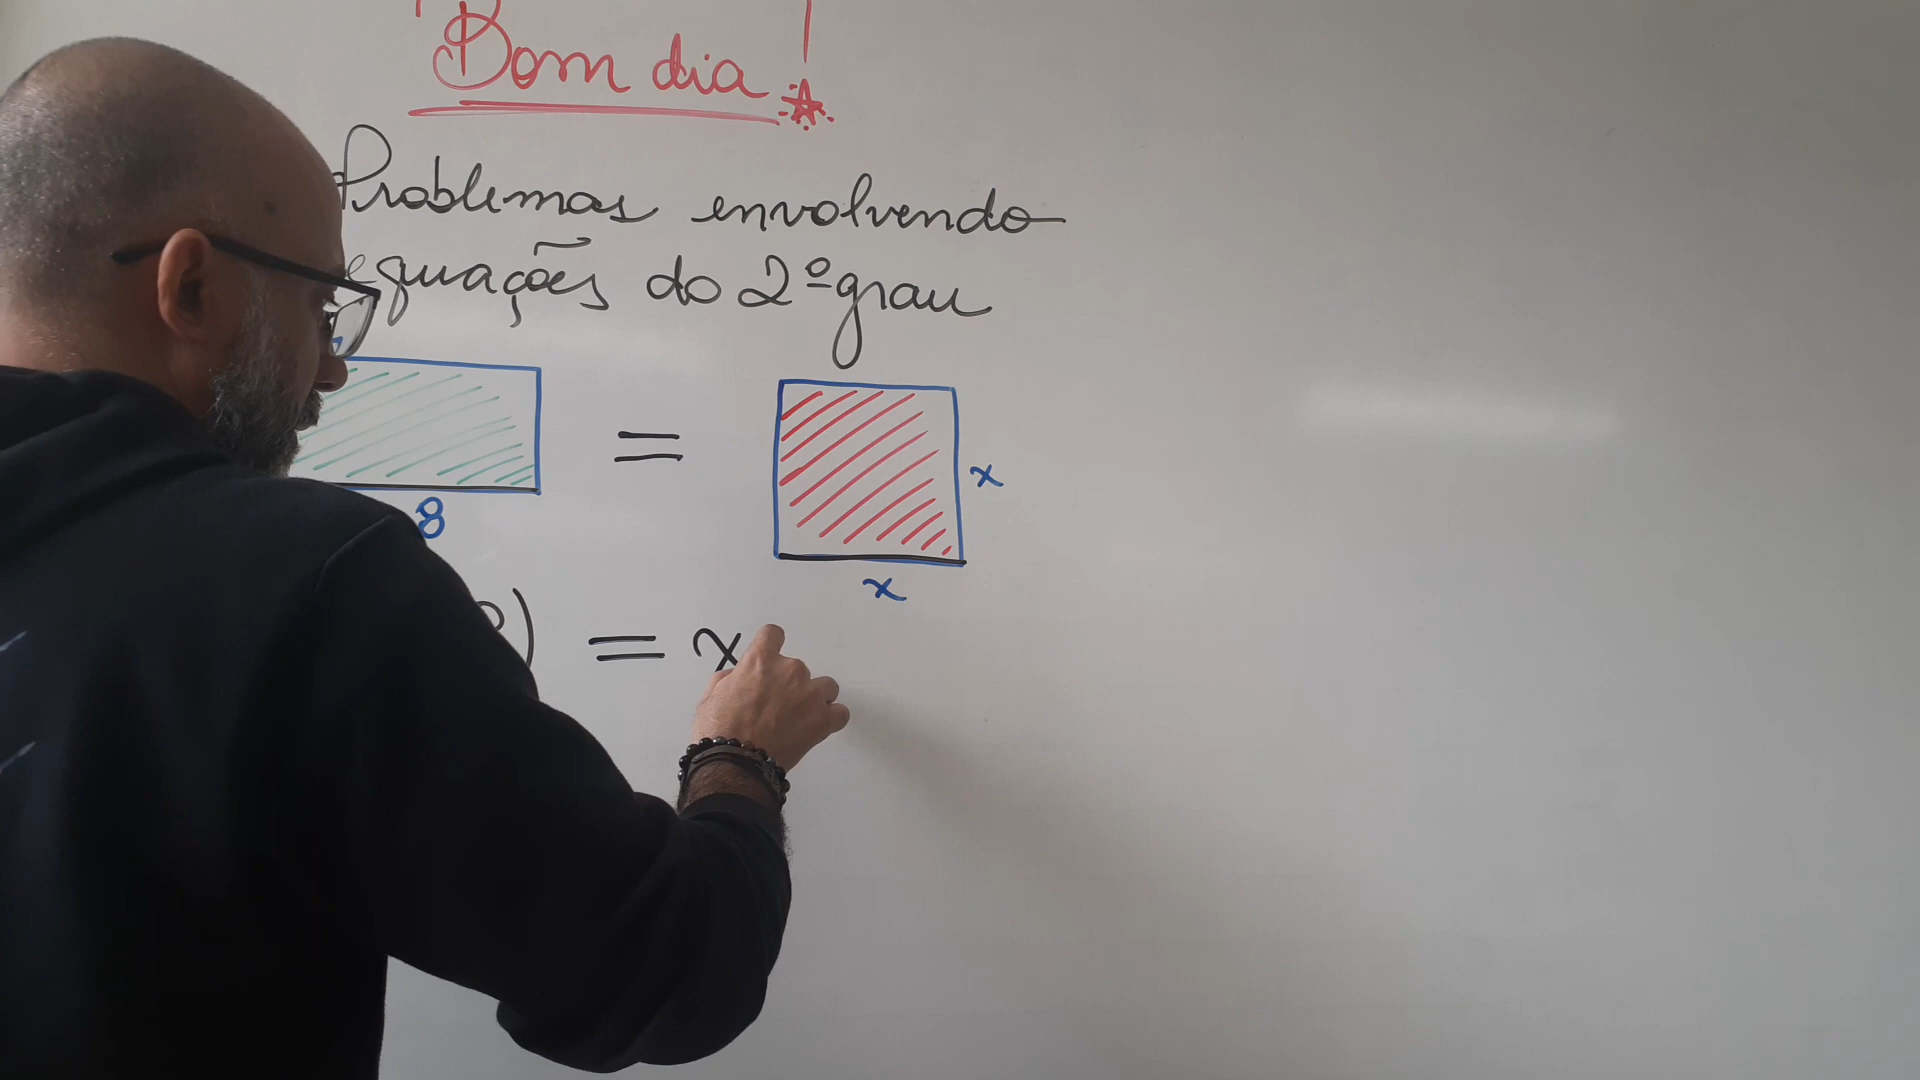 Bom dia!
Problemas envolvendo
equações do 2º grau
8
=
x
x
) = x